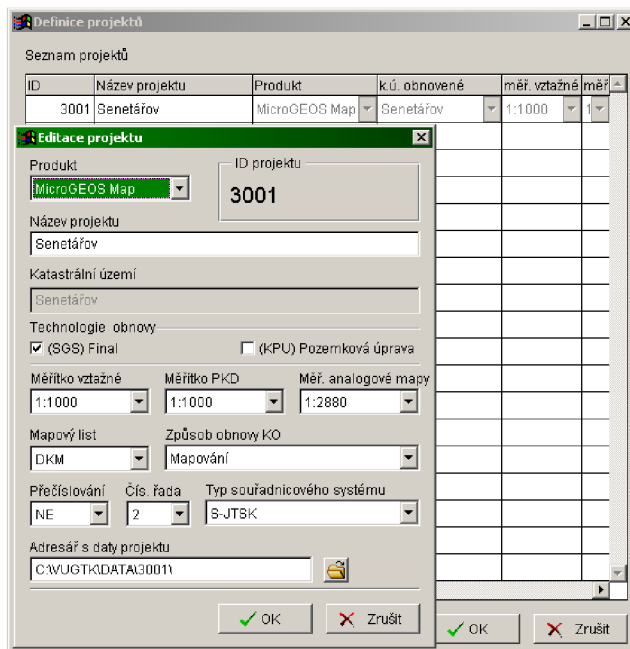 Definice projektů
Seznam projektů
ID Název projektu Produkt k.ú. obnovené měř. vztažné měř
3001 Senetářov MicroGEOS Map Senetářov 1:1000 1
Editace projektu
Produkt
MicroGEOS Map
ID projektu
3001
Název projektu
Senetářov
Katastrální území
Senetářov
Technologie obnovy
(SGS) Final (KPU) Pozemková úprava
Měřítko vztažné Měřítko PKD Měř. analogové mapy
1:1000 1:1000 1:2880
Mapový list Způsob obnovy KO
DKM Mapování
Přečíslování Čís. řada Typ souřadnicového systému
NE 2 S-JTSK
Adresář s daty projektu
C:\VUGTK\DATA\3001\
OK Zrušit
OK Zrušit